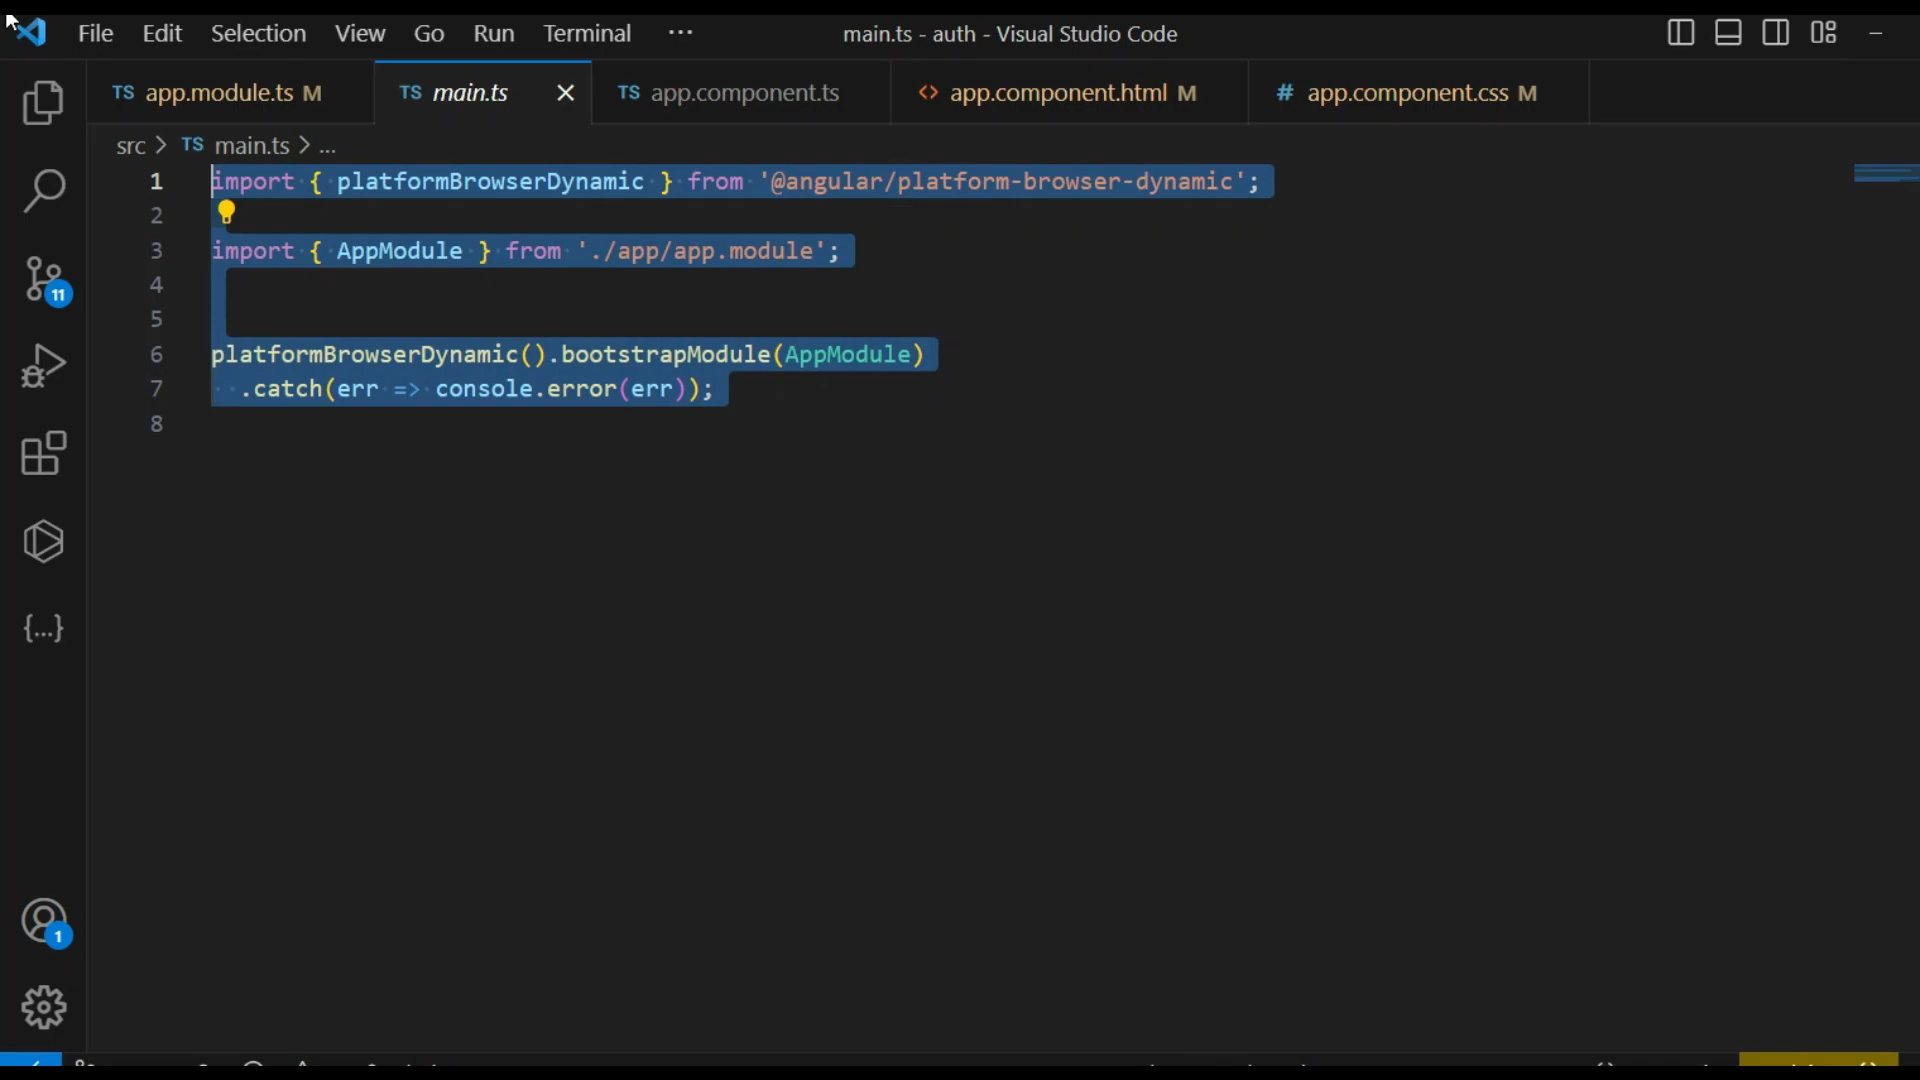 File Edit Selection View Go Run Terminal ··· main.ts - auth - Visual Studio Code
TS app.module.ts M TS main.ts TS app.component.ts <> app.component.html M # app.component.css M
src > TS main.ts > ...
1 import { platformBrowserDynamic } from '@angular/platform-browser-dynamic';
2
3 import { AppModule } from './app/app.module';
4
5
6 platformBrowserDynamic().bootstrapModule(AppModule)
7 .catch(err => console.error(err));
8
11
{...}
1